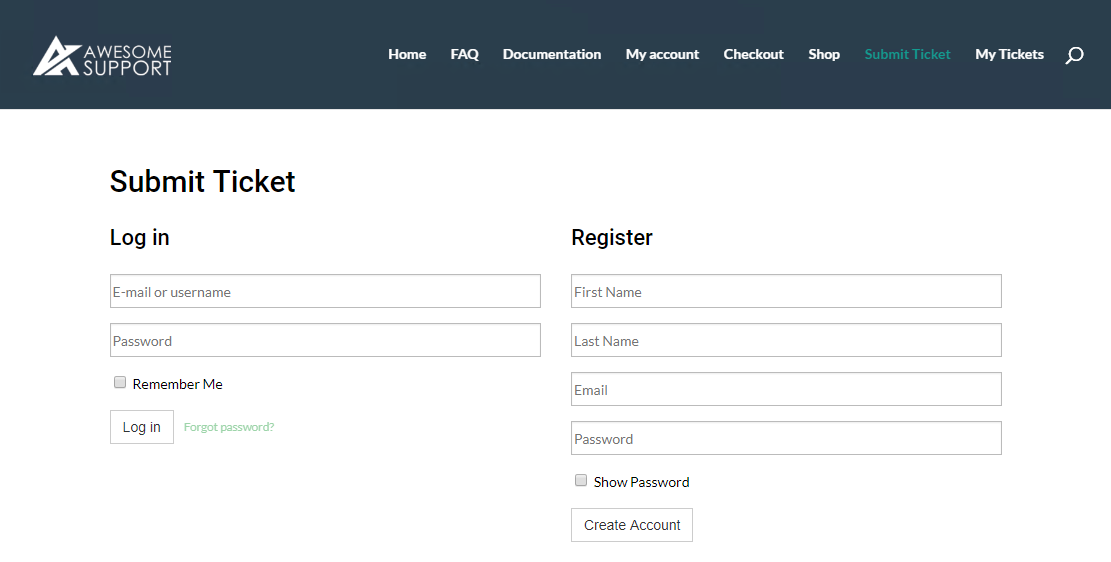 AWESOME
SUPPORT
Home FAQ Documentation My account Checkout Shop Submit Ticket My Tickets
Submit Ticket
Log in
E-mail or username
Password
Remember Me
Log in Forgot password?
Register
First Name
Last Name
Email
Password
Show Password
Create Account